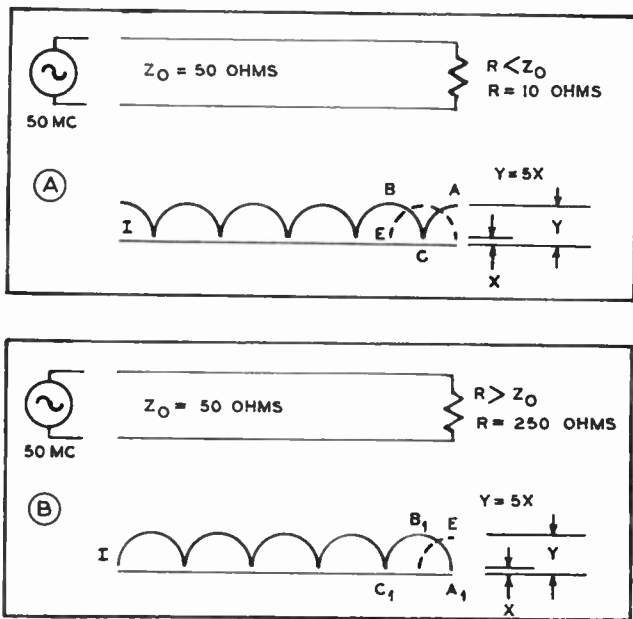 Z₀ = 50 OHMS
R < Z₀
R = 10 OHMS
50 MC
A
Y = 5X
B
A
I
E
Y
C
X
Z₀ = 50 OHMS
R > Z₀
R = 250 OHMS
50 MC
B
Y = 5X
B₁
E
I
Y
C₁
A₁
X